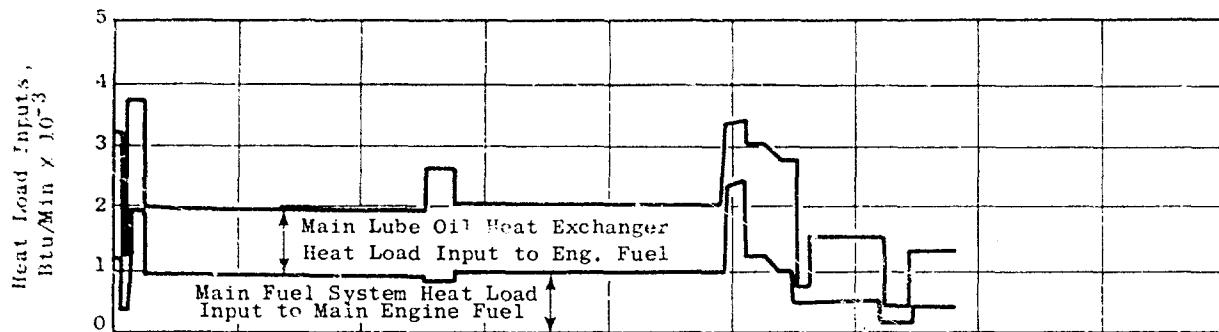 Heat Load Inputs,
Btu/Min X 10-3
5
4
3
2
1
0
Main Lube Oil Heat Exchanger
Heat Load Input to Eng. Fuel
Main Fuel System Heat Load
Input to Main Engine Fuel